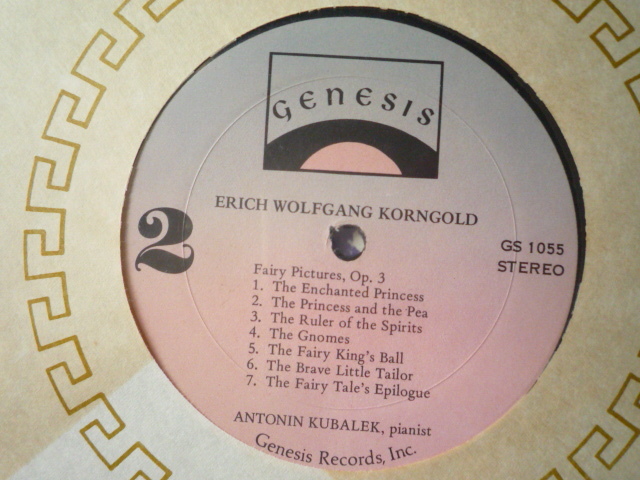 GENESIS
ERICH WOLFGANG KORNGOLD
2
GS 1055
STEREO
Fairy Pictures, Op. 3
1. The Enchanted Princess
2. The Princess and the Pea
3. The Ruler of the Spirits
4. The Gnomes
5. The Fairy King's Ball
6. The Brave Little Tailor
7. The Fairy Tale's Epilogue
ANTONIN KUBALEK, pianist
Genesis Records, Inc.